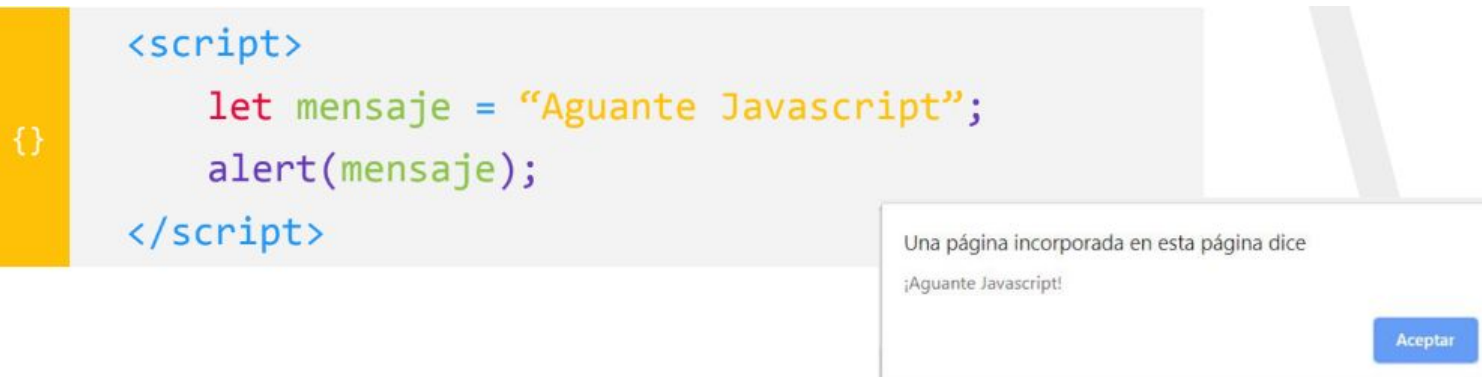 <script>
let mensaje = “Aguante Javascript”;
{}
alert(mensaje);
</script>
Una página incorporada en esta página dice
¡Aguante Javascript!
Aceptar